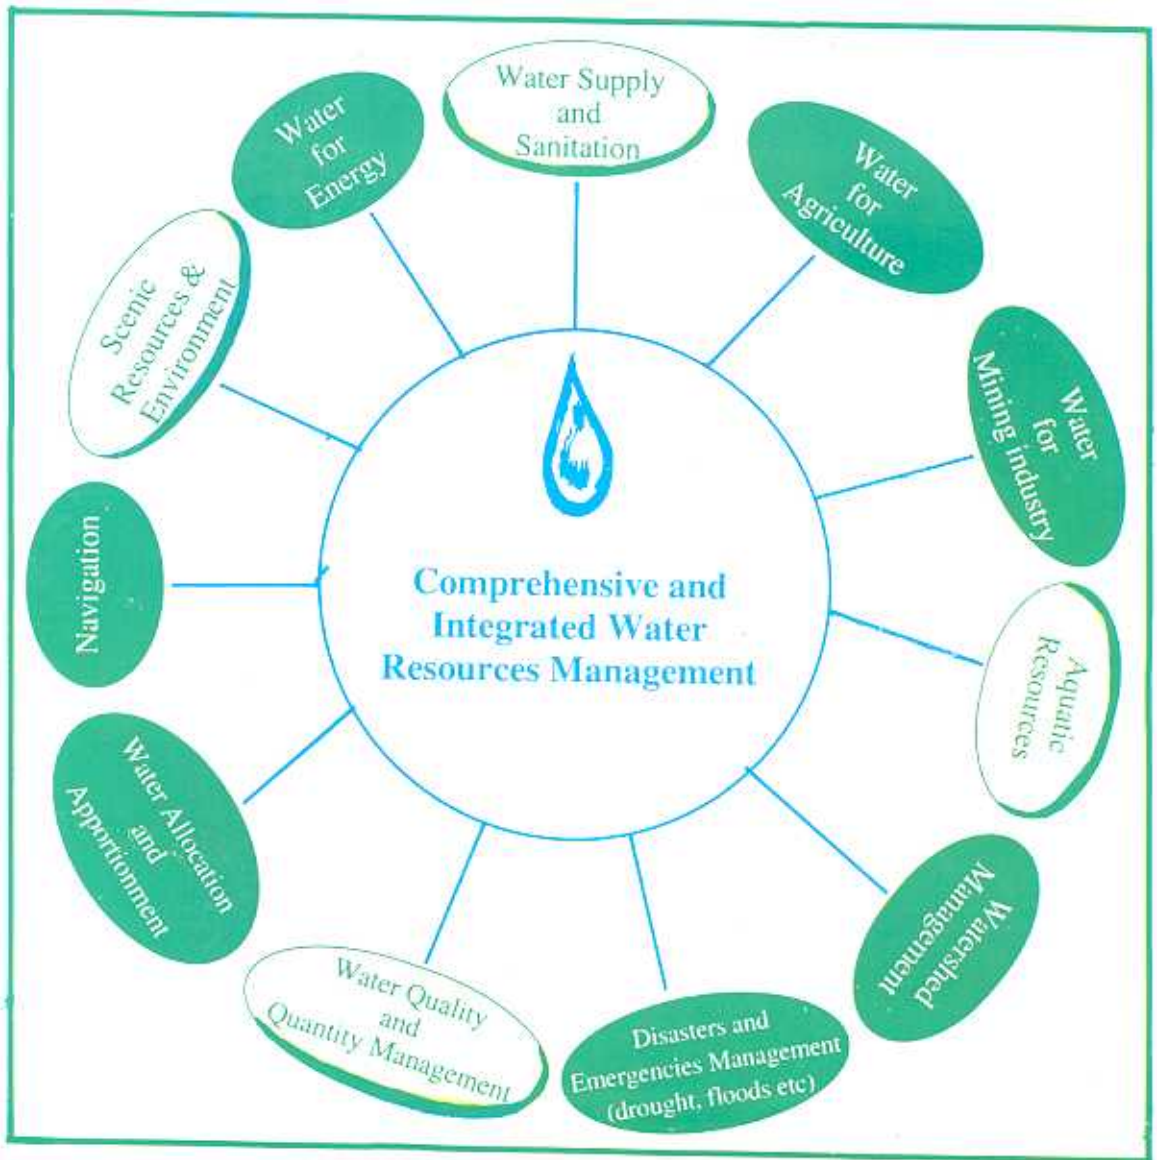 Water Supply
and
Sanitation
Water
for
Agriculture
Water
for
Mining industry
Aquatic
Resources
Watershed
Management
Disasters and
Emergencies Management
(drought, floods etc)
Water Quality
and
Quantity Management
Water Allocation
and
Apportionment
Navigation
Scenic
Resources &
Environment
Water
for
Energy
Comprehensive and
Integrated Water
Resources Management